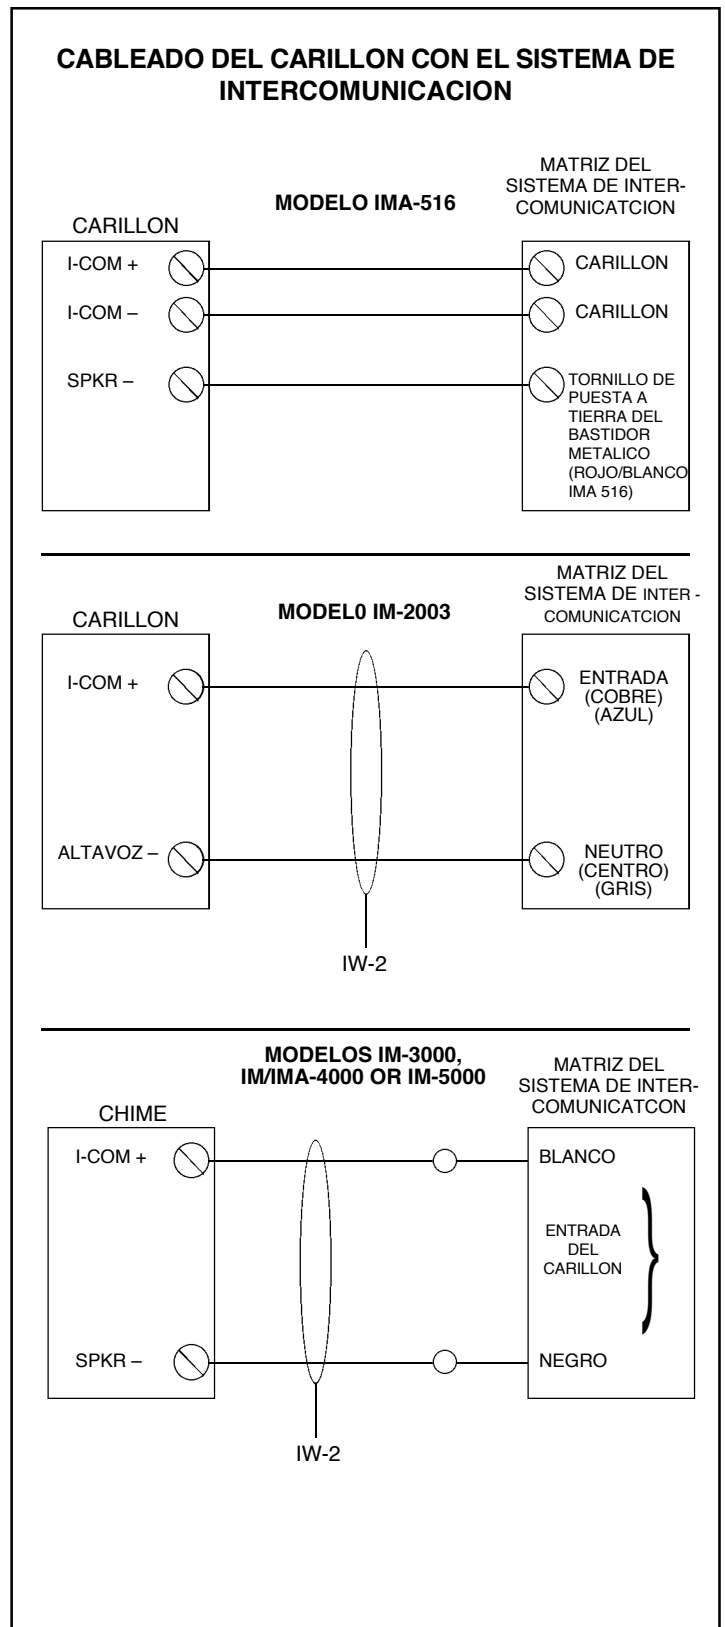 CABLEADO DEL CARILLON CON EL SISTEMA DE
INTERCOMUNICACION
MODELO IMA-516
MATRIZ DEL
SISTEMA DE INTER-
COMUNICATCION
CARILLON
I-COM +
CARILLON
I-COM –
CARILLON
SPKR –
TORNILLO DE
PUESTA A
TIERRA DEL
BASTIDOR
METALICO
(ROJO/BLANCO
IMA 516)
MODEL0 IM-2003
MATRIZ DEL
SISTEMA DE INTER -
COMUNICATCION
CARILLON
I-COM +
ENTRADA
(COBRE)
(AZUL)
ALTAVOZ –
NEUTRO
(CENTRO)
(GRIS)
IW-2
MODELOS IM-3000,
IM/IMA-4000 OR IM-5000
MATRIZ DEL
SISTEMA DE INTER-
COMUNICATCON
CHIME
I-COM +
BLANCO
ENTRADA
DEL
CARILLON
SPKR –
NEGRO
IW-2